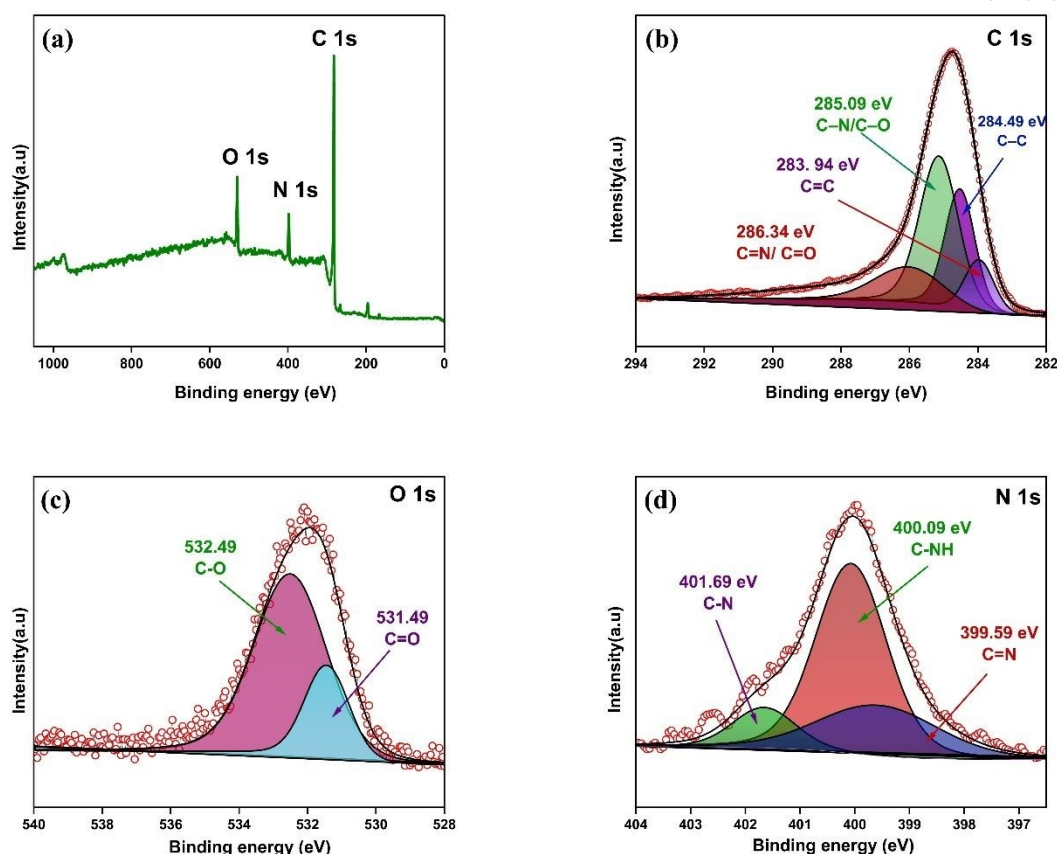 (a)
C 1s
O 1s
N 1s
Intensity(a.u)
1000 800 600 400 200 0
Binding energy (eV)
(b)
C 1s
285.09 eV
C–N/C–O
284.49 eV
C–C
283. 94 eV
C=C
286.34 eV
C=N/ C=O
Intensity(a.u)
294 292 290 288 286 284 282
Binding energy (eV)
(c)
O 1s
532.49
C-O
531.49
C=O
Intensity(a.u)
540 538 536 534 532 530 528
Binding energy (eV)
(d)
N 1s
400.09 eV
C-NH
401.69 eV
C-N
399.59 eV
C=N
Intensity(a.u)
404 403 402 401 400 399 398 397
Binding energy (eV)